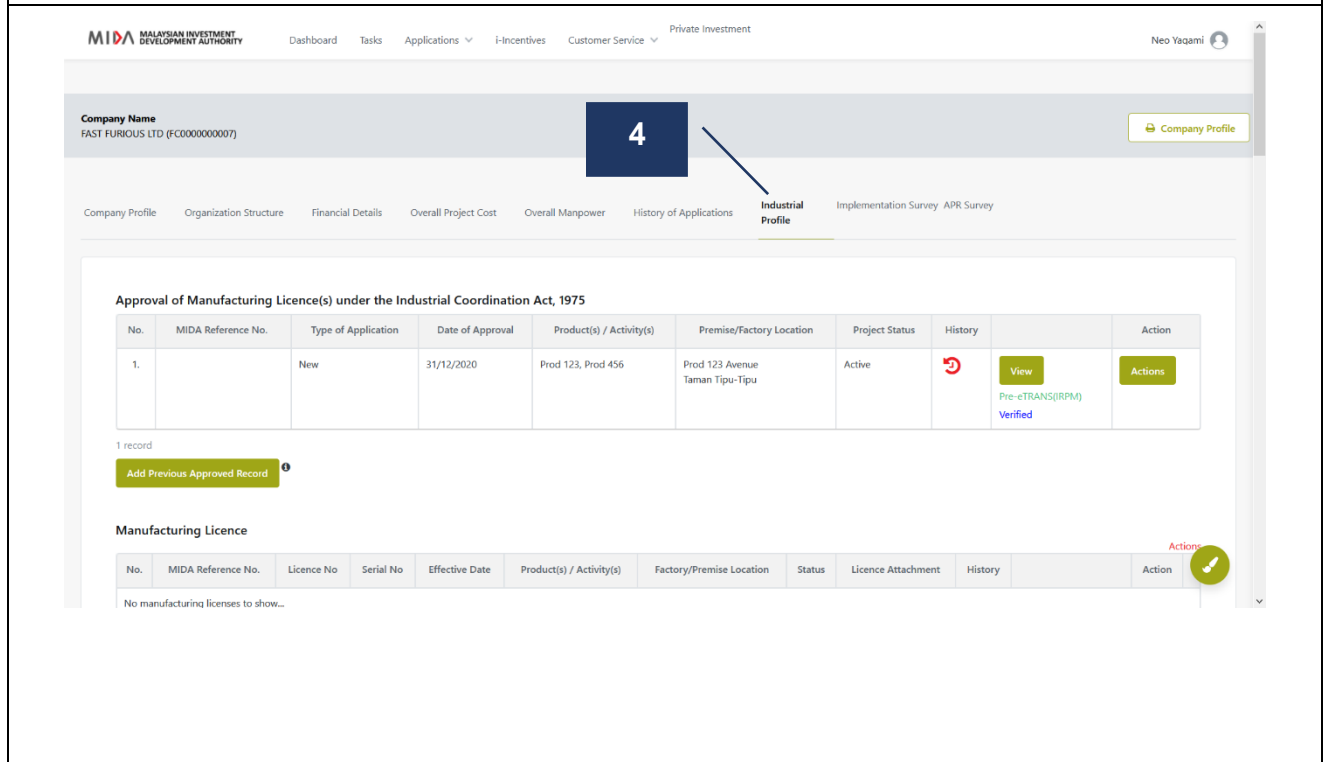 Private Investment
MIDA MALAYSIAN INVESTMENT DEVELOPMENT AUTHORITY Dashboard Tasks Applications i-Incentives Customer Service Neo Yagami
Company Name
FAST FURIOUS LTD (FC0000000007)
4
Company Profile
Company Profile Organization Structure Financial Details Overall Project Cost Overall Manpower History of Applications Industrial Profile Implementation Survey APR Survey
Approval of Manufacturing Licence(s) under the Industrial Coordination Act, 1975
No. MIDA Reference No. Type of Application Date of Approval Product(s) / Activity(s) Premise/Factory Location Project Status History Action
1. New 31/12/2020 Prod 123, Prod 456 Prod 123 Avenue Active View Actions
Taman Tipu-Tipu
Pre-eTRANS(IRPM)
Verified
1 record
Add Previous Approved Record
Manufacturing Licence
Actions
No. MIDA Reference No. Licence No Serial No Effective Date Product(s) / Activity(s) Factory/Premise Location Status Licence Attachment History Action
No manufacturing licenses to show...